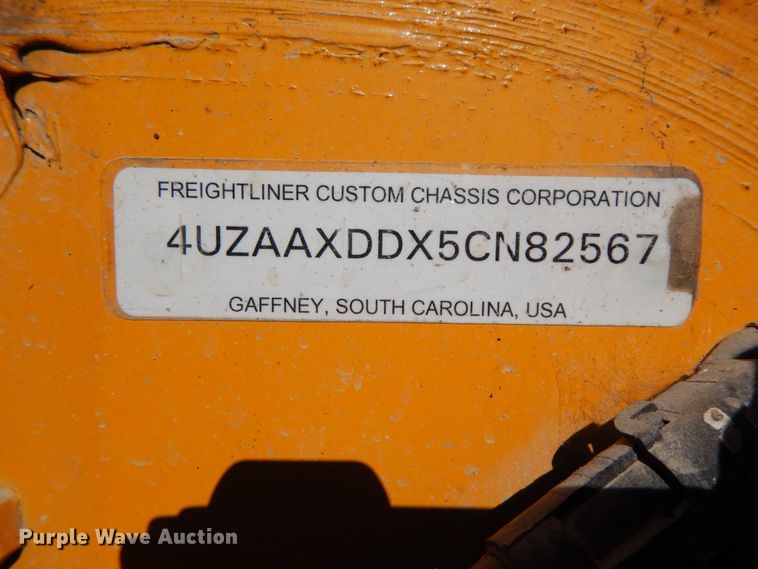 FREIGHTLINER CUSTOM CHASSIS CORPORATION
4UZAAXDDX5CN82567
GAFFNEY, SOUTH CAROLINA, USA
Purple Wave Auction